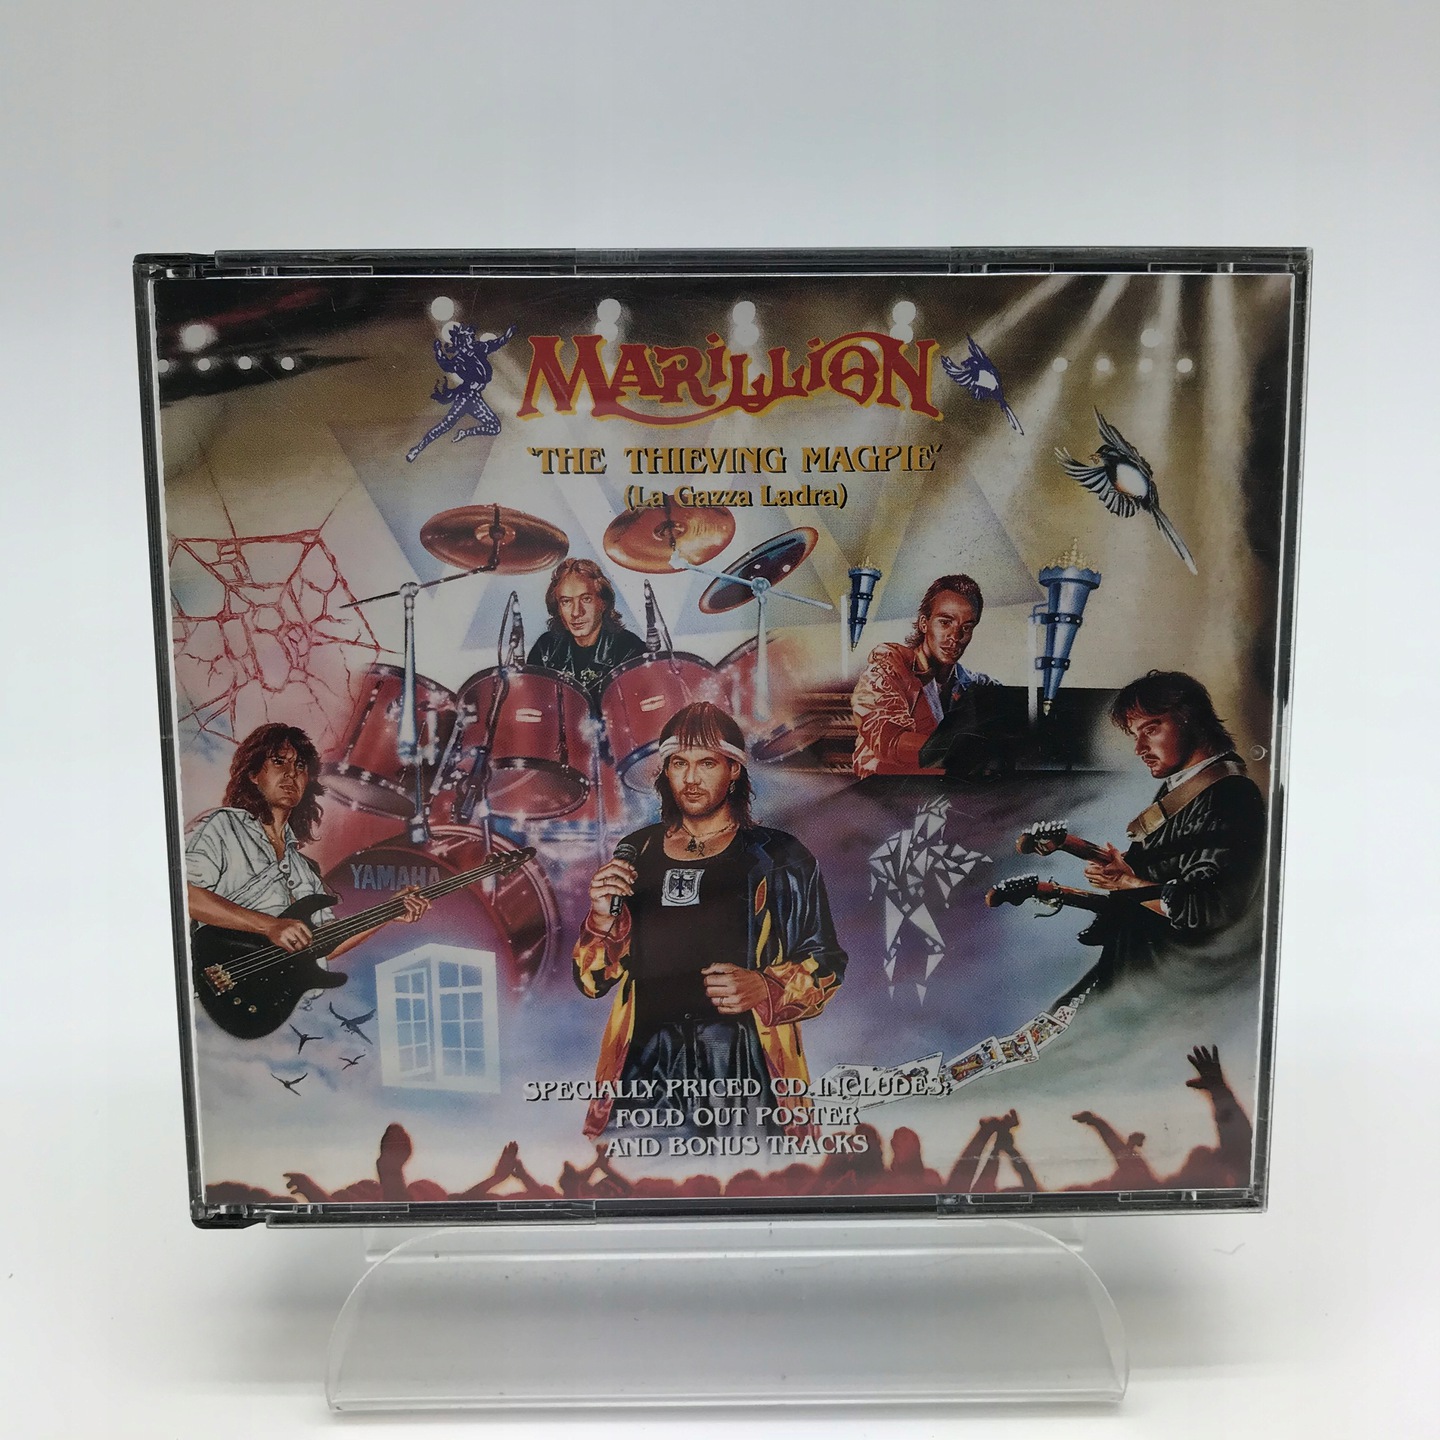 MARILLION
'THE THIEVING MAGPIE'
(La Gazza Ladra)
YAMAHA
SPECIALLY PRICED CD. INCLUDES;
FOLD OUT POSTER
AND BONUS TRACKS